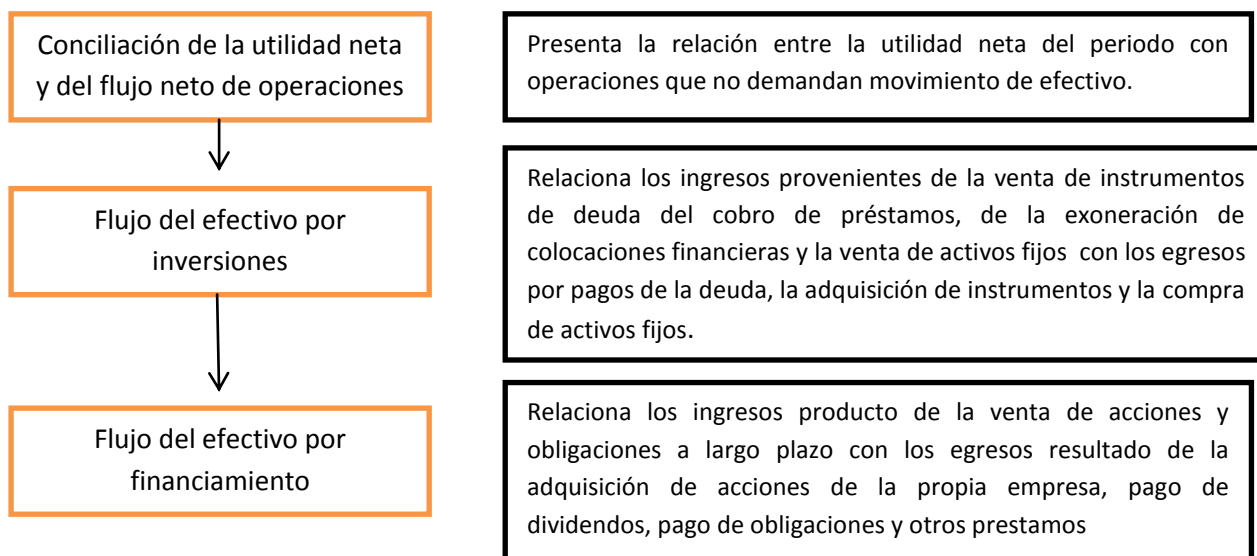 Conciliación de la utilidad neta
y del flujo neto de operaciones
Presenta la relación entre la utilidad neta del periodo con
operaciones que no demandan movimiento de efectivo.
Flujo del efectivo por
inversiones
Relaciona los ingresos provenientes de la venta de instrumentos
de deuda del cobro de préstamos, de la exoneración de
colocaciones financieras y la venta de activos fijos con los egresos
por pagos de la deuda, la adquisición de instrumentos y la compra
de activos fijos.
Flujo del efectivo por
financiamiento
Relaciona los ingresos producto de la venta de acciones y
obligaciones a largo plazo con los egresos resultado de la
adquisición de acciones de la propia empresa, pago de
dividendos, pago de obligaciones y otros prestamos